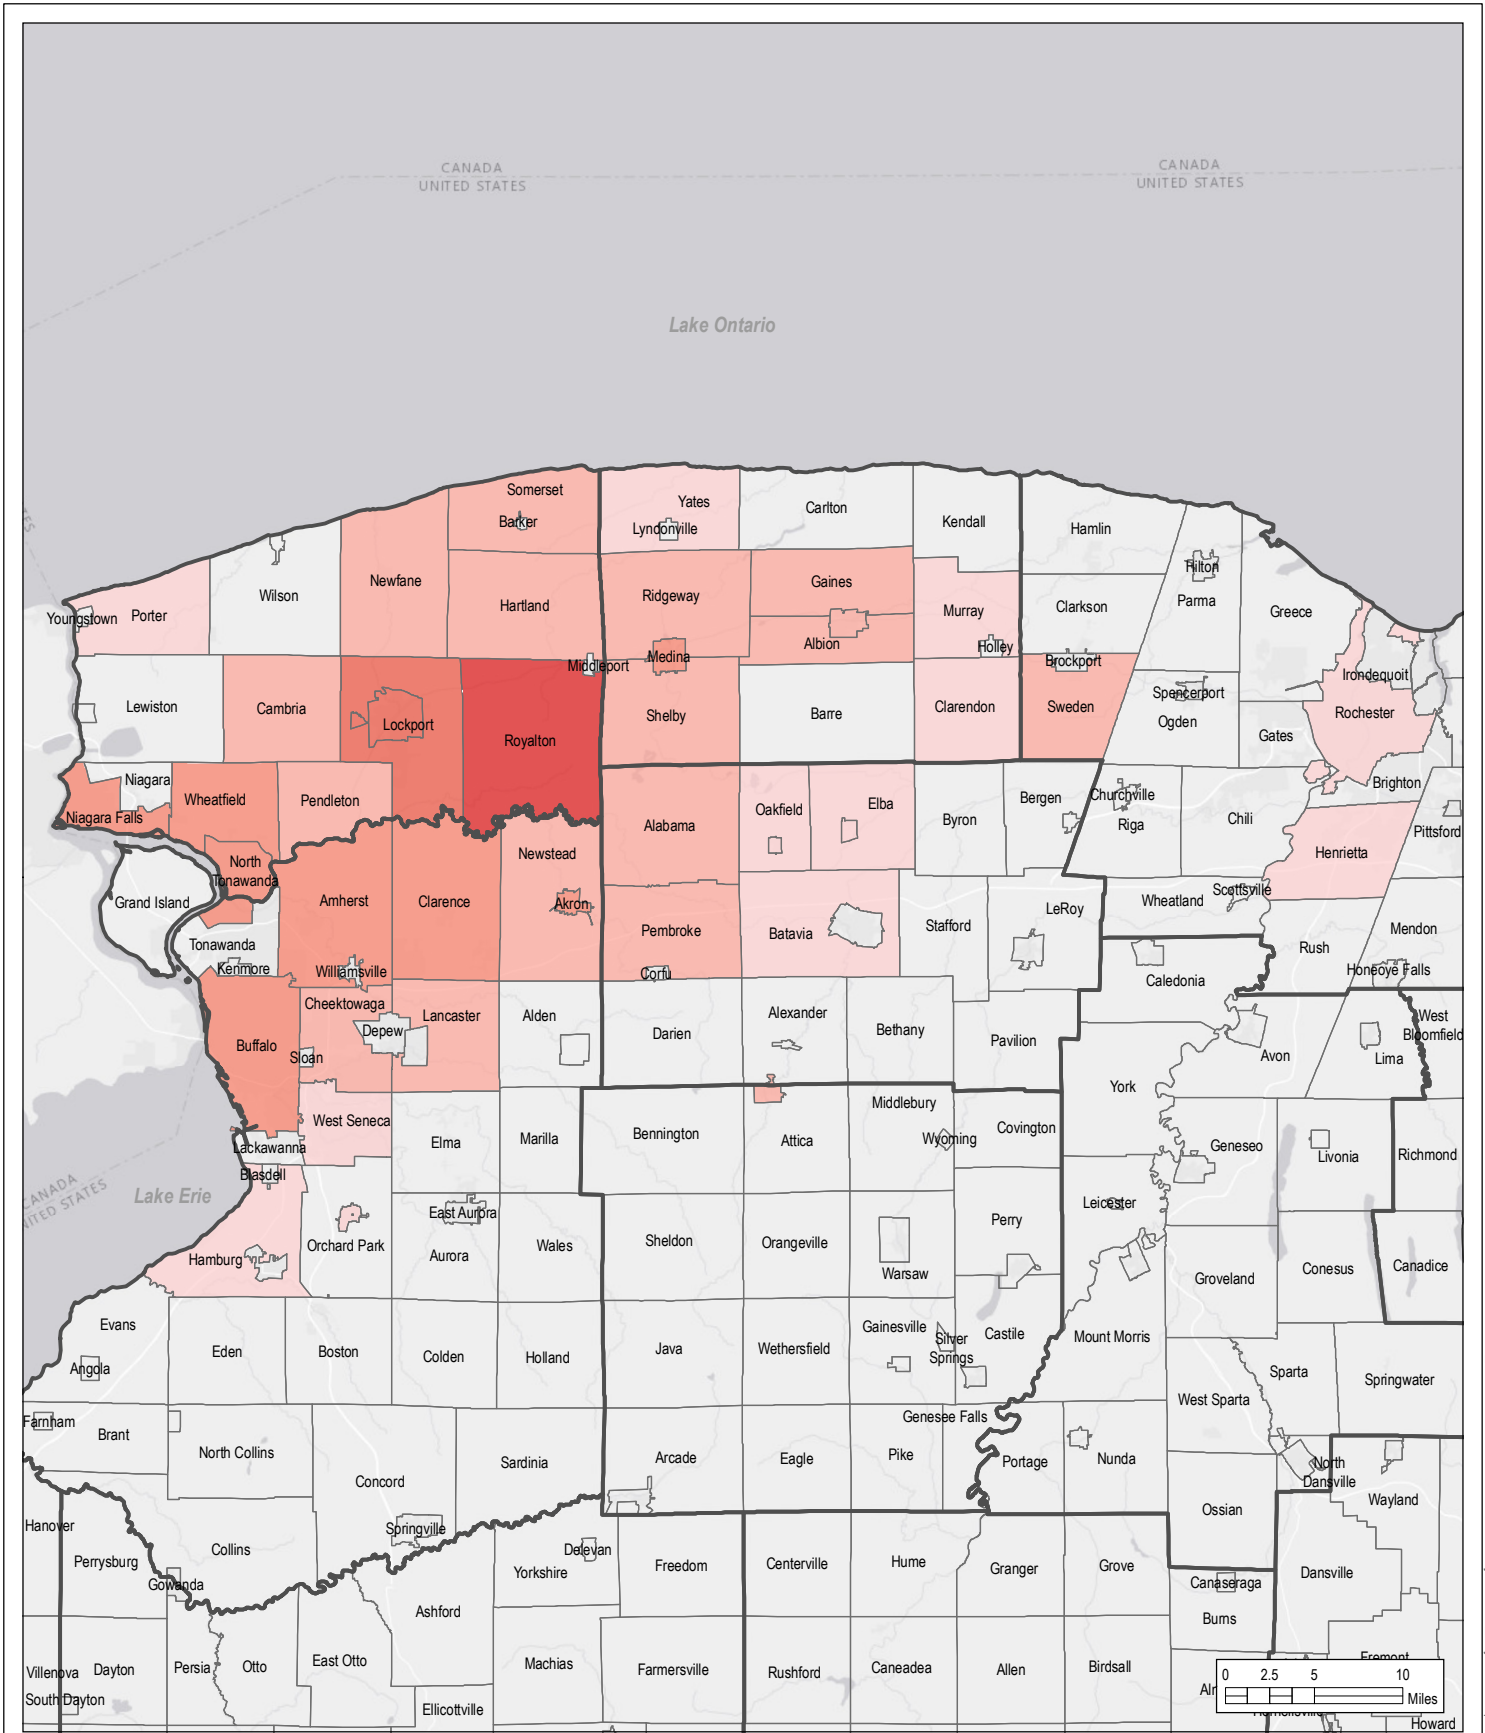 CANADA
UNITED STATES
CANADA
UNITED STATES
Lake Ontario
Somerset
Barker
Yates
Lyndonville
Carlton
Kendall
Hamlin
Hilton
Parma
Greece
Newfane
Wilson
Hartland
Ridgeway
Gaines
Murray
Clarkson
Youngstown
Porter
Albion
Holley
Brockport
Medina
Middleport
Irondequoit
Spencerport
Ogden
Rochester
Lewiston
Cambria
Lockport
Royalton
Shelby
Barre
Clarendon
Sweden
Gates
Niagara
Wheatfield
Pendleton
Niagara Falls
Alabama
Oakfield
Elba
Byron
Bergen
Churchville
Riga
Chili
Brighton
Pittsford
Henrietta
North
Tonawanda
Newstead
Grand Island
Amherst
Clarence
Akron
Pembroke
Batavia
Stafford
LeRoy
Wheatland
Scottsville
Mendon
Rush
Tonawanda
Kenmore
Williamsville
Corfu
Caledonia
Honeoye Falls
Cheektowaga
Lancaster
Depew
Alden
Darien
Alexander
Bethany
Pavilion
West
Bloomfield
Buffalo
Sloan
Avon
Lima
York
West Seneca
Elma
Marilla
Bennington
Attica
Middlebury
Wyoming
Covington
Lackawanna
Blasdell
Geneseo
Livonia
Richmond
CANADA
Lake Erie
Leicester
East Aurora
Aurora
Wales
Orchard Park
Hamburg
Sheldon
Orangeville
Warsaw
Perry
Groveland
Conesus
Canadice
Evans
Angola
Eden
Boston
Colden
Holland
Java
Wethersfield
Gainesville
Silver
Springs
Castile
Mount Morris
Sparta
Springwater
West Sparta
Farnham
Brant
North Collins
Concord
Sardinia
Arcade
Eagle
Pike
Genesee Falls
Portage
Nunda
North
Dansville
Wayland
Ossian
Hanover
Perrysburg
Collins
Gowanda
Springville
Delevan
Yorkshire
Freedom
Centerville
Hume
Granger
Grove
Canaseraga
Burns
Dansville
Ashford
Villenova
Dayton
South Dayton
Persia
Otto
East Otto
Ellicottville
Machias
Farmersville
Rushford
Caneadea
Allen
Birdsall
Fremont
0 2.5 5 10
Miles
Howard